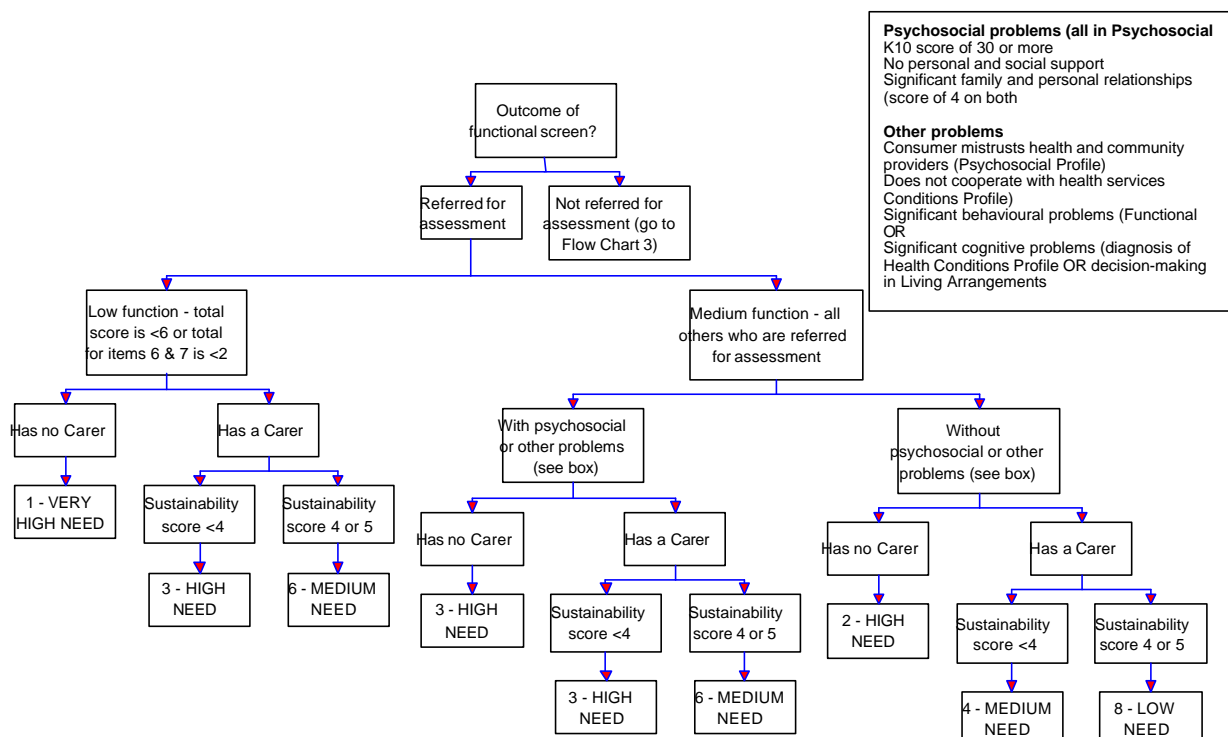 Psychosocial problems (all in Psychosocial
K10 score of 30 or more
No personal and social support
Significant family and personal relationships
(score of 4 on both
Other problems
Consumer mistrusts health and community
providers (Psychosocial Profile)
Does not cooperate with health services
Conditions Profile)
Significant behavioural problems (Functional
OR
Significant cognitive problems (diagnosis of
Health Conditions Profile OR decision-making
in Living Arrangements
Outcome of
functional screen?
Referred for
assessment
Not referred for
assessment (go to
Flow Chart 3)
Low function - total
score is <6 or total
for items 6 & 7 is <2
Medium function - all
others who are referred
for assessment
Has no Carer
Has a Carer
With psychosocial
or other problems
(see box)
Without
psychosocial or other
problems (see box)
1 - VERY
HIGH NEED
Sustainability
score <4
Sustainability
score 4 or 5
Has no Carer
Has a Carer
Has no Carer
Has a Carer
3 - HIGH
NEED
6 - MEDIUM
NEED
3 - HIGH
NEED
Sustainability
score <4
Sustainability
score 4 or 5
2 - HIGH
NEED
Sustainability
score <4
Sustainability
score 4 or 5
3 - HIGH
NEED
6 - MEDIUM
NEED
4 - MEDIUM
NEED
8 - LOW
NEED